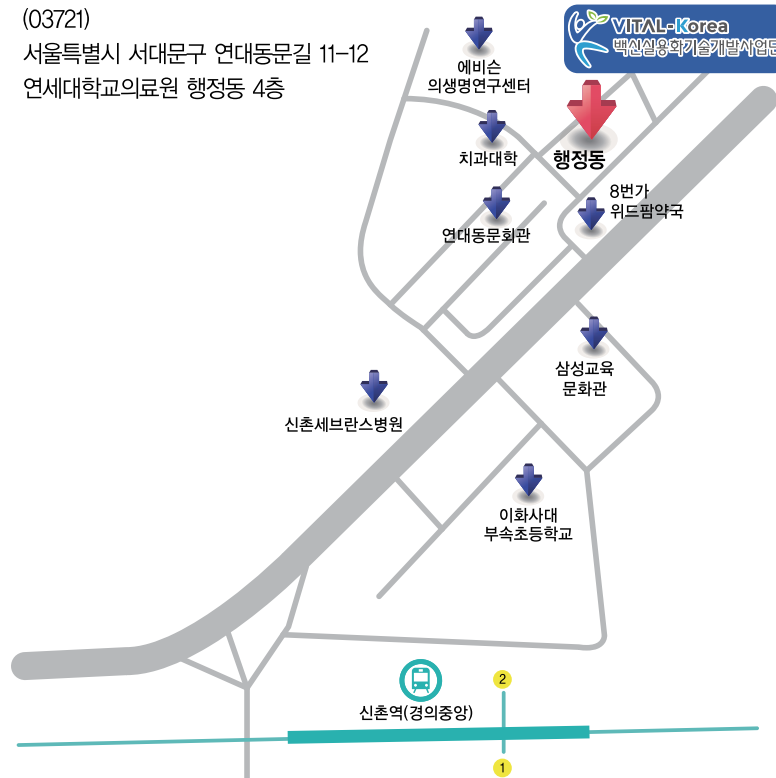 (03721)
서울특별시 서대문구 연대동문길 11-12
연세대학교의료원 행정동 4층
VITAL-Korea
백신실용화기술개발사업단
에비슨
의생명연구센터
치과대학
행정동
8번가
위드팜약국
연대동문회관
삼성교육
문화관
신촌세브란스병원
이화사대
부속초등학교
2
신촌역(경의중앙)
1